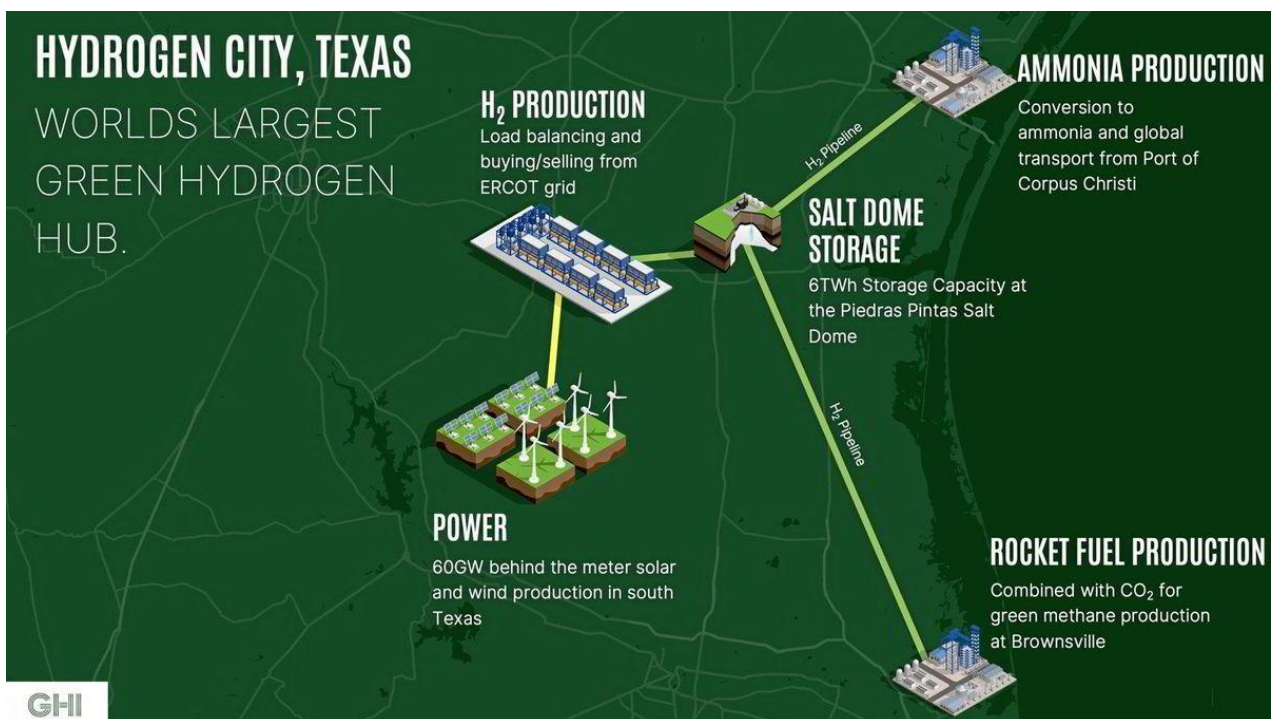 HYDROGEN CITY, TEXAS
WORLDS LARGEST
GREEN HYDROGEN
HUB.
H₂ PRODUCTION
Load balancing and
buying/selling from
ERCOT grid
AMMONIA PRODUCTION
Conversion to
ammonia and global
transport from Port of
Corpus Christi
H₂ Pipeline
SALT DOME
STORAGE
6TWh Storage Capacity at
the Piedras Pintas Salt
Dome
H₂ Pipeline
POWER
60GW behind the meter solar
and wind production in south
Texas
ROCKET FUEL PRODUCTION
Combined with CO₂ for
green methane production
at Brownsville
GHI